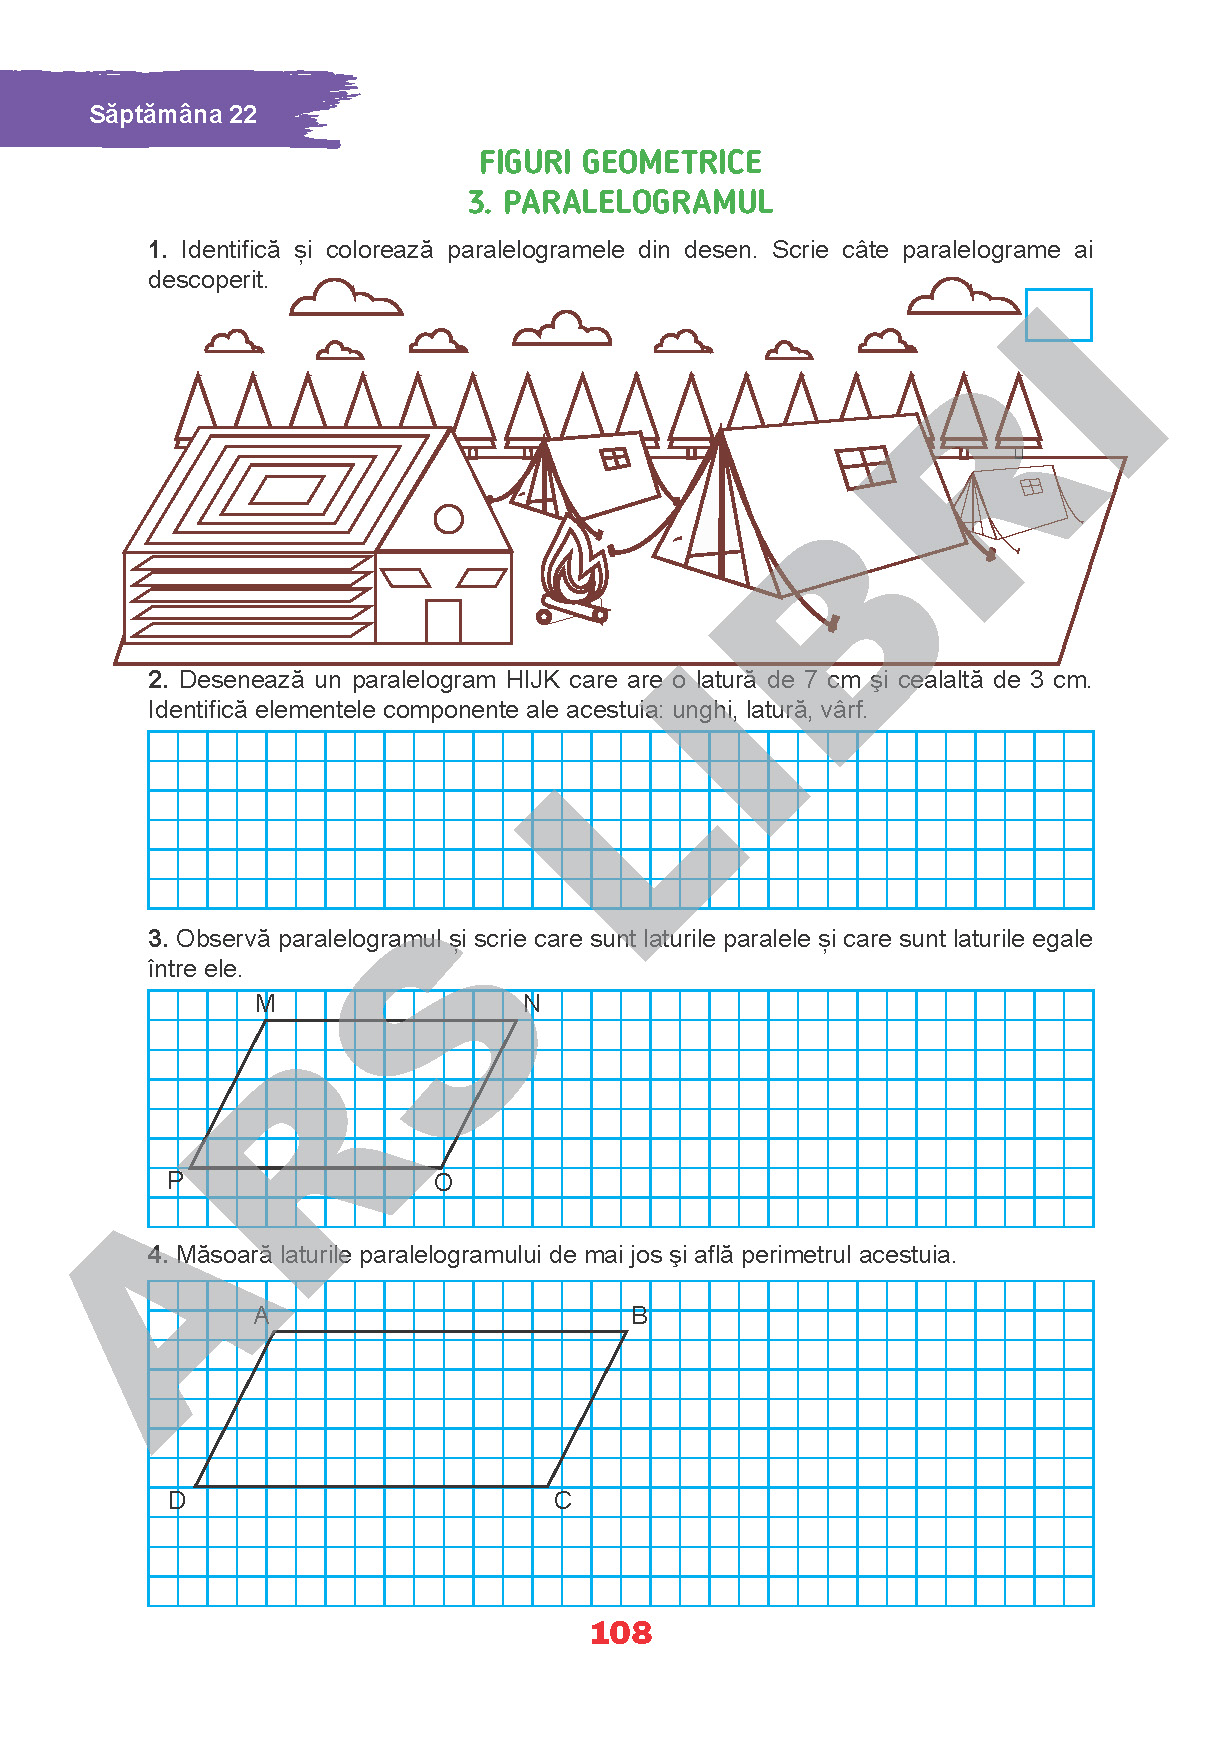 Săptămâna 22
FIGURI GEOMETRICE
3. PARALELOGRAMUL
1. Identifică și colorează paralelogramele din desen. Scrie câte paralelograme ai
descoperit.
2. Desenează un paralelogram HIJK care are o latură de 7 cm şi cealaltă de 3 cm.
Identifică elementele componente ale acestuia: unghi, latură, vârf.
3. Observă paralelogramul și scrie care sunt laturile paralele și care sunt laturile egale
între ele.
M N
P O
4. Măsoară laturile paralelogramului de mai jos şi află perimetrul acestuia.
A B
D C
108
ARS LIBRI